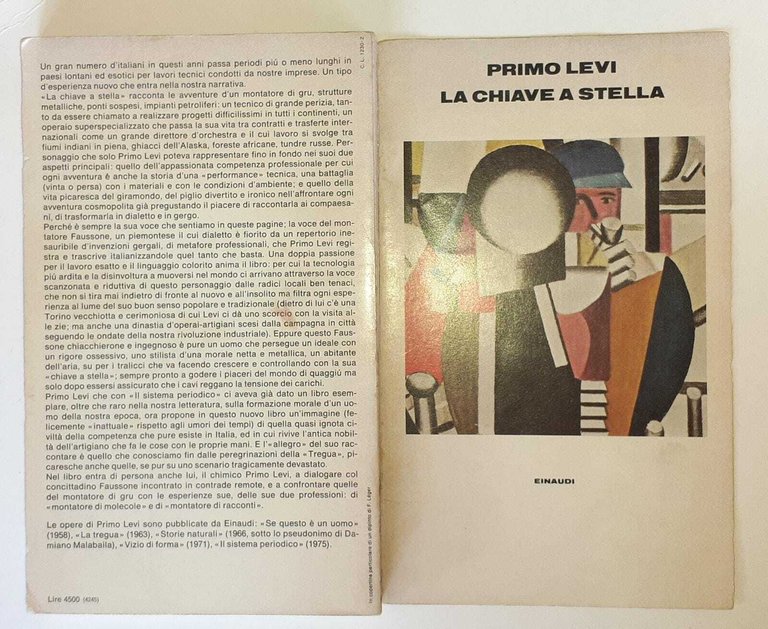 Un gran numero d'italiani in questi anni passa periodi piú o meno lunghi in
paesi lontani ed esotici per lavori tecnici condotti da nostre imprese. Un tipo
d'esperienza nuovo che entra nella nostra narrativa.
«La chiave a stella» racconta le avventure d'un montatore di gru, strutture
metalliche, ponti sospesi, impianti petroliferi: un tecnico di grande perizia, tan-
to da essere chiamato a realizzare progetti difficilissimi in tutti i continenti, un
operaio superspecializzato che passa la sua vita tra contratti e trasferte inter-
nazionali come un grande direttore d'orchestra e il cui lavoro si svolge tra
fiumi indiani in piena, ghiacci dell'Alaska, foreste africane, tundre russe. Per-
sonaggio che solo Primo Levi poteva rappresentare fino in fondo nei suoi due
aspetti principali: quello dell'appassionata competenza professionale per cui
ogni avventura è anche la storia d'una «performance» tecnica, una battaglia
(vinta o persa) con i materiali e con le condizioni d'ambiente; e quello della
vita picaresca del giramondo, del piglio divertito e ironico nell'affrontare ogni
avventura cosmopolita già pregustando il piacere di raccontarla ai compaesa-
ni, di trasformarla in dialetto e in gergo.
Perché è sempre la sua voce che sentiamo in queste pagine; la voce del mon-
tatore Faussone, un piemontese il cui dialetto è fiorito da un repertorio ine-
sauribile d'invenzioni gergali, di metafore professionali, che Primo Levi regi-
stra e trascrive italianizzandole quel tanto che basta. Una doppia passione
per il lavoro esatto e il linguaggio colorito anima il libro: per cui la tecnologia
piú ardita e la disinvoltura a muoversi nel mondo ci arrivano attraverso la voce
scanzonata e riduttiva di questo personaggio dalle radici locali ben tenaci,
che non si tira mai indietro di fronte al nuovo e all'insolito ma filtra ogni espe-
rienza al lume del suo buon senso popolare e tradizionale (dietro di lui c'è una
Torino vecchiotta e cerimoniosa di cui Levi ci dà uno scorcio con la visita al-
le zie; ma anche una dinastia d'operai-artigiani scesi dalla campagna in città
seguendo le ondate della nostra rivoluzione industriale). Eppure questo Faus-
sone chiacchierone e ingegnoso è pure un uomo che persegue un ideale con
un rigore ossessivo, uno stilista d'una morale netta e metallica, un abitante
dell'aria, su per i tralicci che va facendo crescere e controllando con la sua
«chiave a stella»; sempre pronto a godere i piaceri del mondo di quaggiú ma
solo dopo essersi assicurato che i cavi reggano la tensione dei carichi.
Primo Levi che con «Il sistema periodico» ci aveva già dato un libro esem-
plare, oltre che raro nella nostra letteratura, sulla formazione morale d'un uo-
mo della nostra epoca, ora propone in questo nuovo libro un'immagine (fe-
licemente «inattuale» rispetto agli umori dei tempi) di quella quasi ignota ci-
viltà della competenza che pure esiste in Italia, ed in cui rivive l'antica nobil-
tà dell'artigiano che fa le cose con le proprie mani. E l'«allegro» del suo rac-
contare è quello che conosciamo fin dalle peregrinazioni della «Tregua», pi-
caresche anche quelle, se pur su uno scenario tragicamente devastato.
Nel libro entra di persona anche lui, il chimico Primo Levi, a dialogare col
concittadino Faussone incontrato in contrade remote, e a confrontare quelle
del montatore di gru con le esperienze sue, delle sue due professioni: di
«montatore di molecole» e di «montatore di racconti».
Le opere di Primo Levi sono pubblicate da Einaudi: «Se questo è un uomo»
(1958), «La tregua» (1963), «Storie naturali» (1966, sotto lo pseudonimo di Da-
miano Malabaila), «Vizio di forma» (1971), «Il sistema periodico» (1975).
Lire 4500 (4245)
C. L. 1230-2
In copertina particolare di un dipinto di F. Léger
PRIMO LEVI
LA CHIAVE A STELLA
EINAUDI